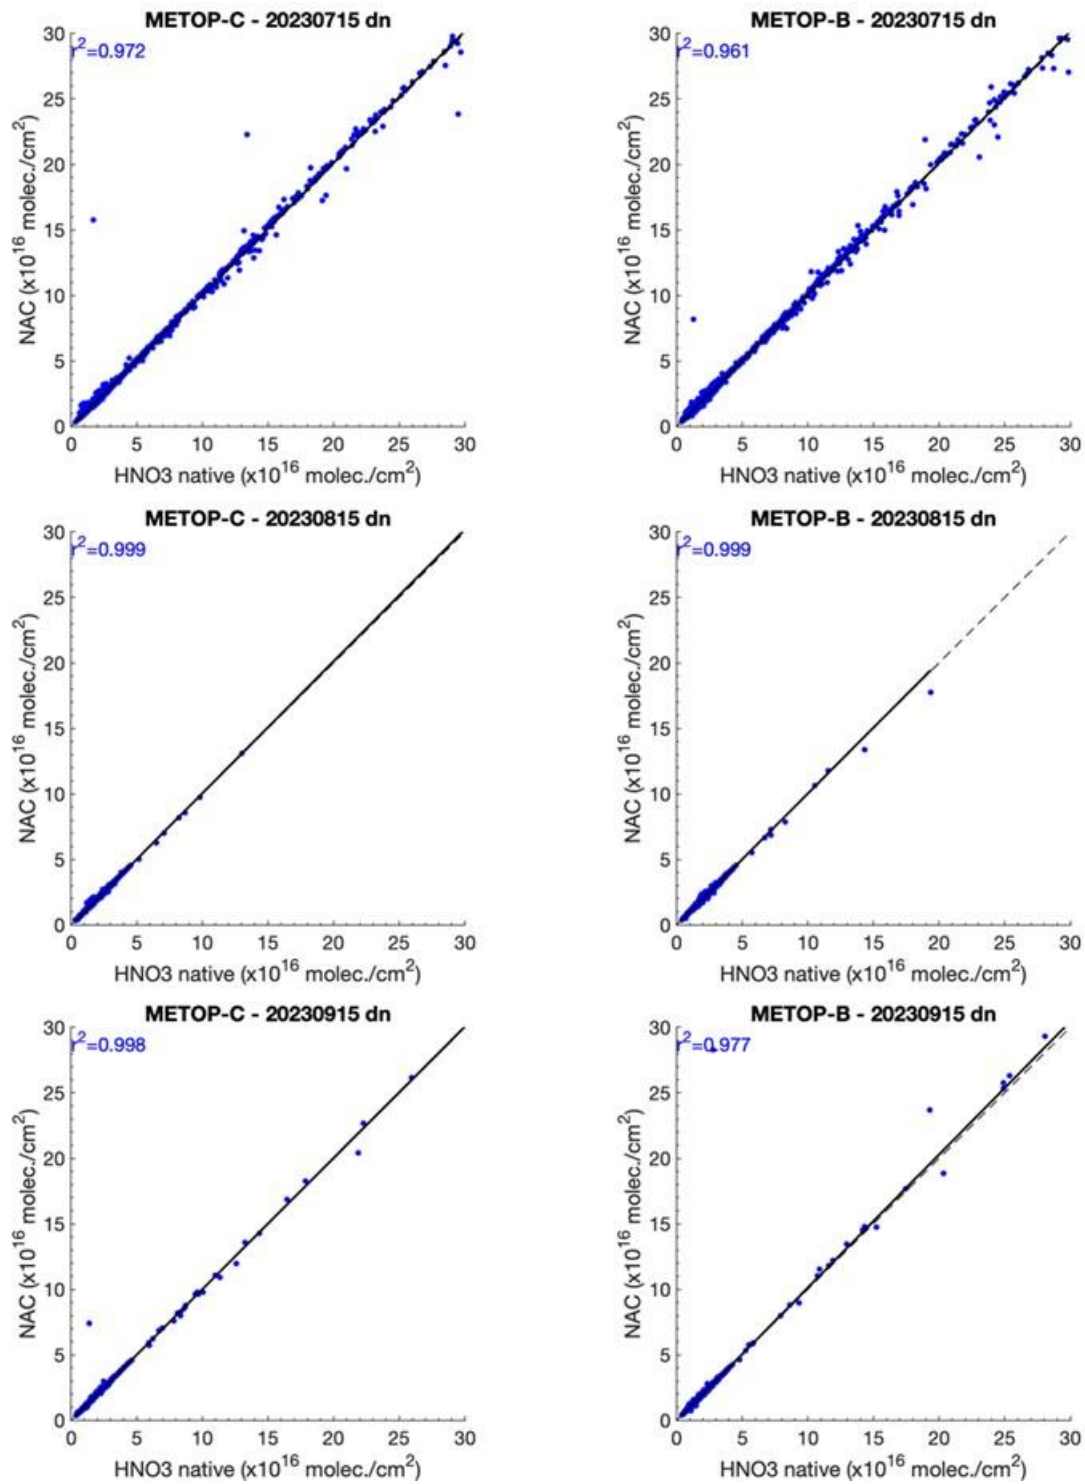 METOP-C - 20230715 dn
r²=0.972
30
25
20
15
10
5
0
NAC (x10¹⁶ molec./cm²)
0 5 10 15 20 25 30
HNO3 native (x10¹⁶ molec./cm²)
METOP-B - 20230715 dn
r²=0.961
30
25
20
15
10
5
0
NAC (x10¹⁶ molec./cm²)
0 5 10 15 20 25 30
HNO3 native (x10¹⁶ molec./cm²)
METOP-C - 20230815 dn
r²=0.999
30
25
20
15
10
5
0
NAC (x10¹⁶ molec./cm²)
0 5 10 15 20 25 30
HNO3 native (x10¹⁶ molec./cm²)
METOP-B - 20230815 dn
r²=0.999
30
25
20
15
10
5
0
NAC (x10¹⁶ molec./cm²)
0 5 10 15 20 25 30
HNO3 native (x10¹⁶ molec./cm²)
METOP-C - 20230915 dn
r²=0.998
30
25
20
15
10
5
0
NAC (x10¹⁶ molec./cm²)
0 5 10 15 20 25 30
HNO3 native (x10¹⁶ molec./cm²)
METOP-B - 20230915 dn
r²=0.977
30
25
20
15
10
5
0
NAC (x10¹⁶ molec./cm²)
0 5 10 15 20 25 30
HNO3 native (x10¹⁶ molec./cm²)